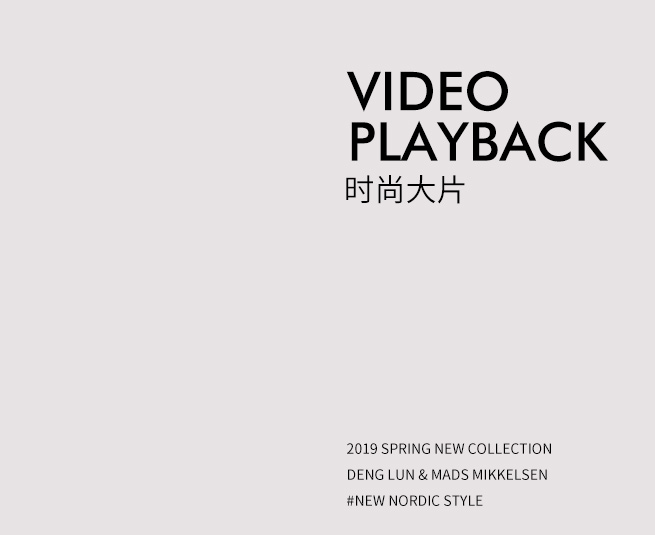 VIDEO
PLAYBACK
时尚大片
2019 SPRING NEW COLLECTION
DENG LUN & MADS MIKKELSEN
#NEW NORDIC STYLE